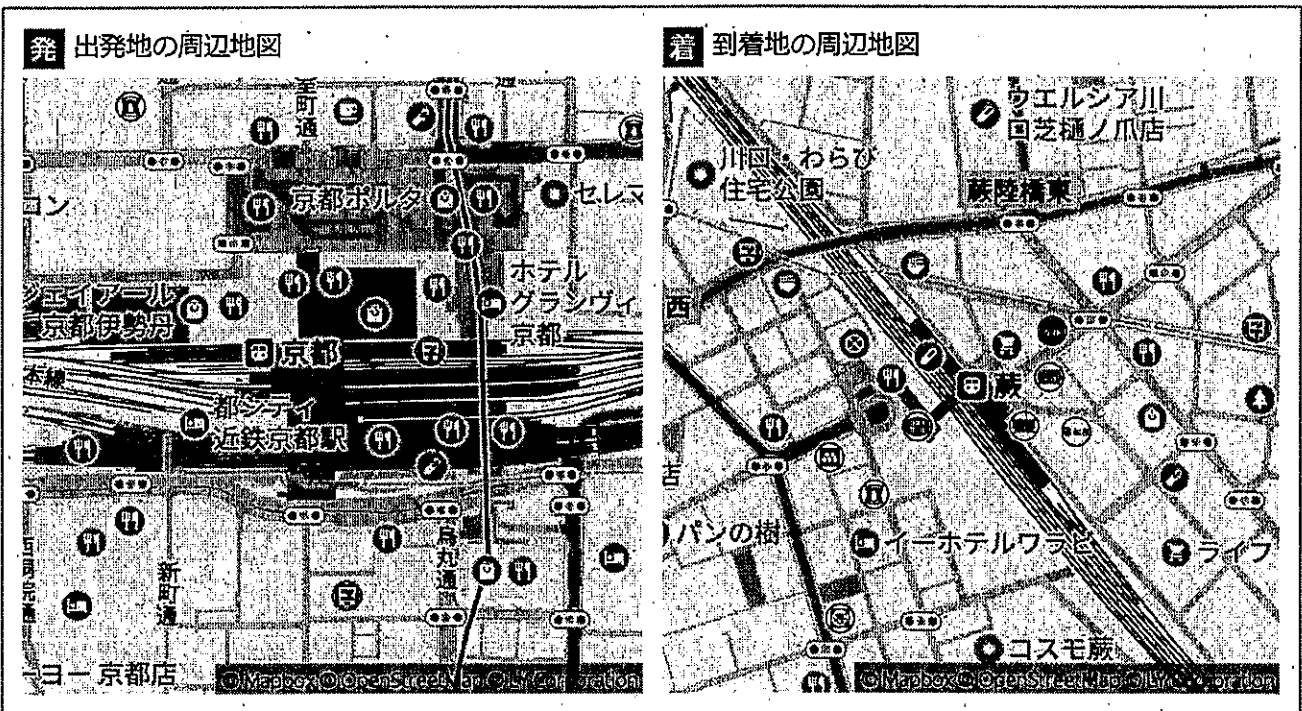 発 出発地の周辺地図
室町通
京都ポルタ
セレマ
ロン
ホテル
グランヴィ
京都
ジェイアール
京都伊勢丹
京都
本線
都シティ
近鉄京都駅
烏丸通
新町通
ヨー京都店
© Mapbox © OpenStreetMap © LY Corporation
着 到着地の周辺地図
ウエルシア川
口芝樋ノ爪店
川口・わらび
住宅公園
蕨陸橋東
西
蕨
店
パンの樹
イーホテルワラビ
ライフ
コスモ蕨
© Mapbox © OpenStreetMap © LY Corporation